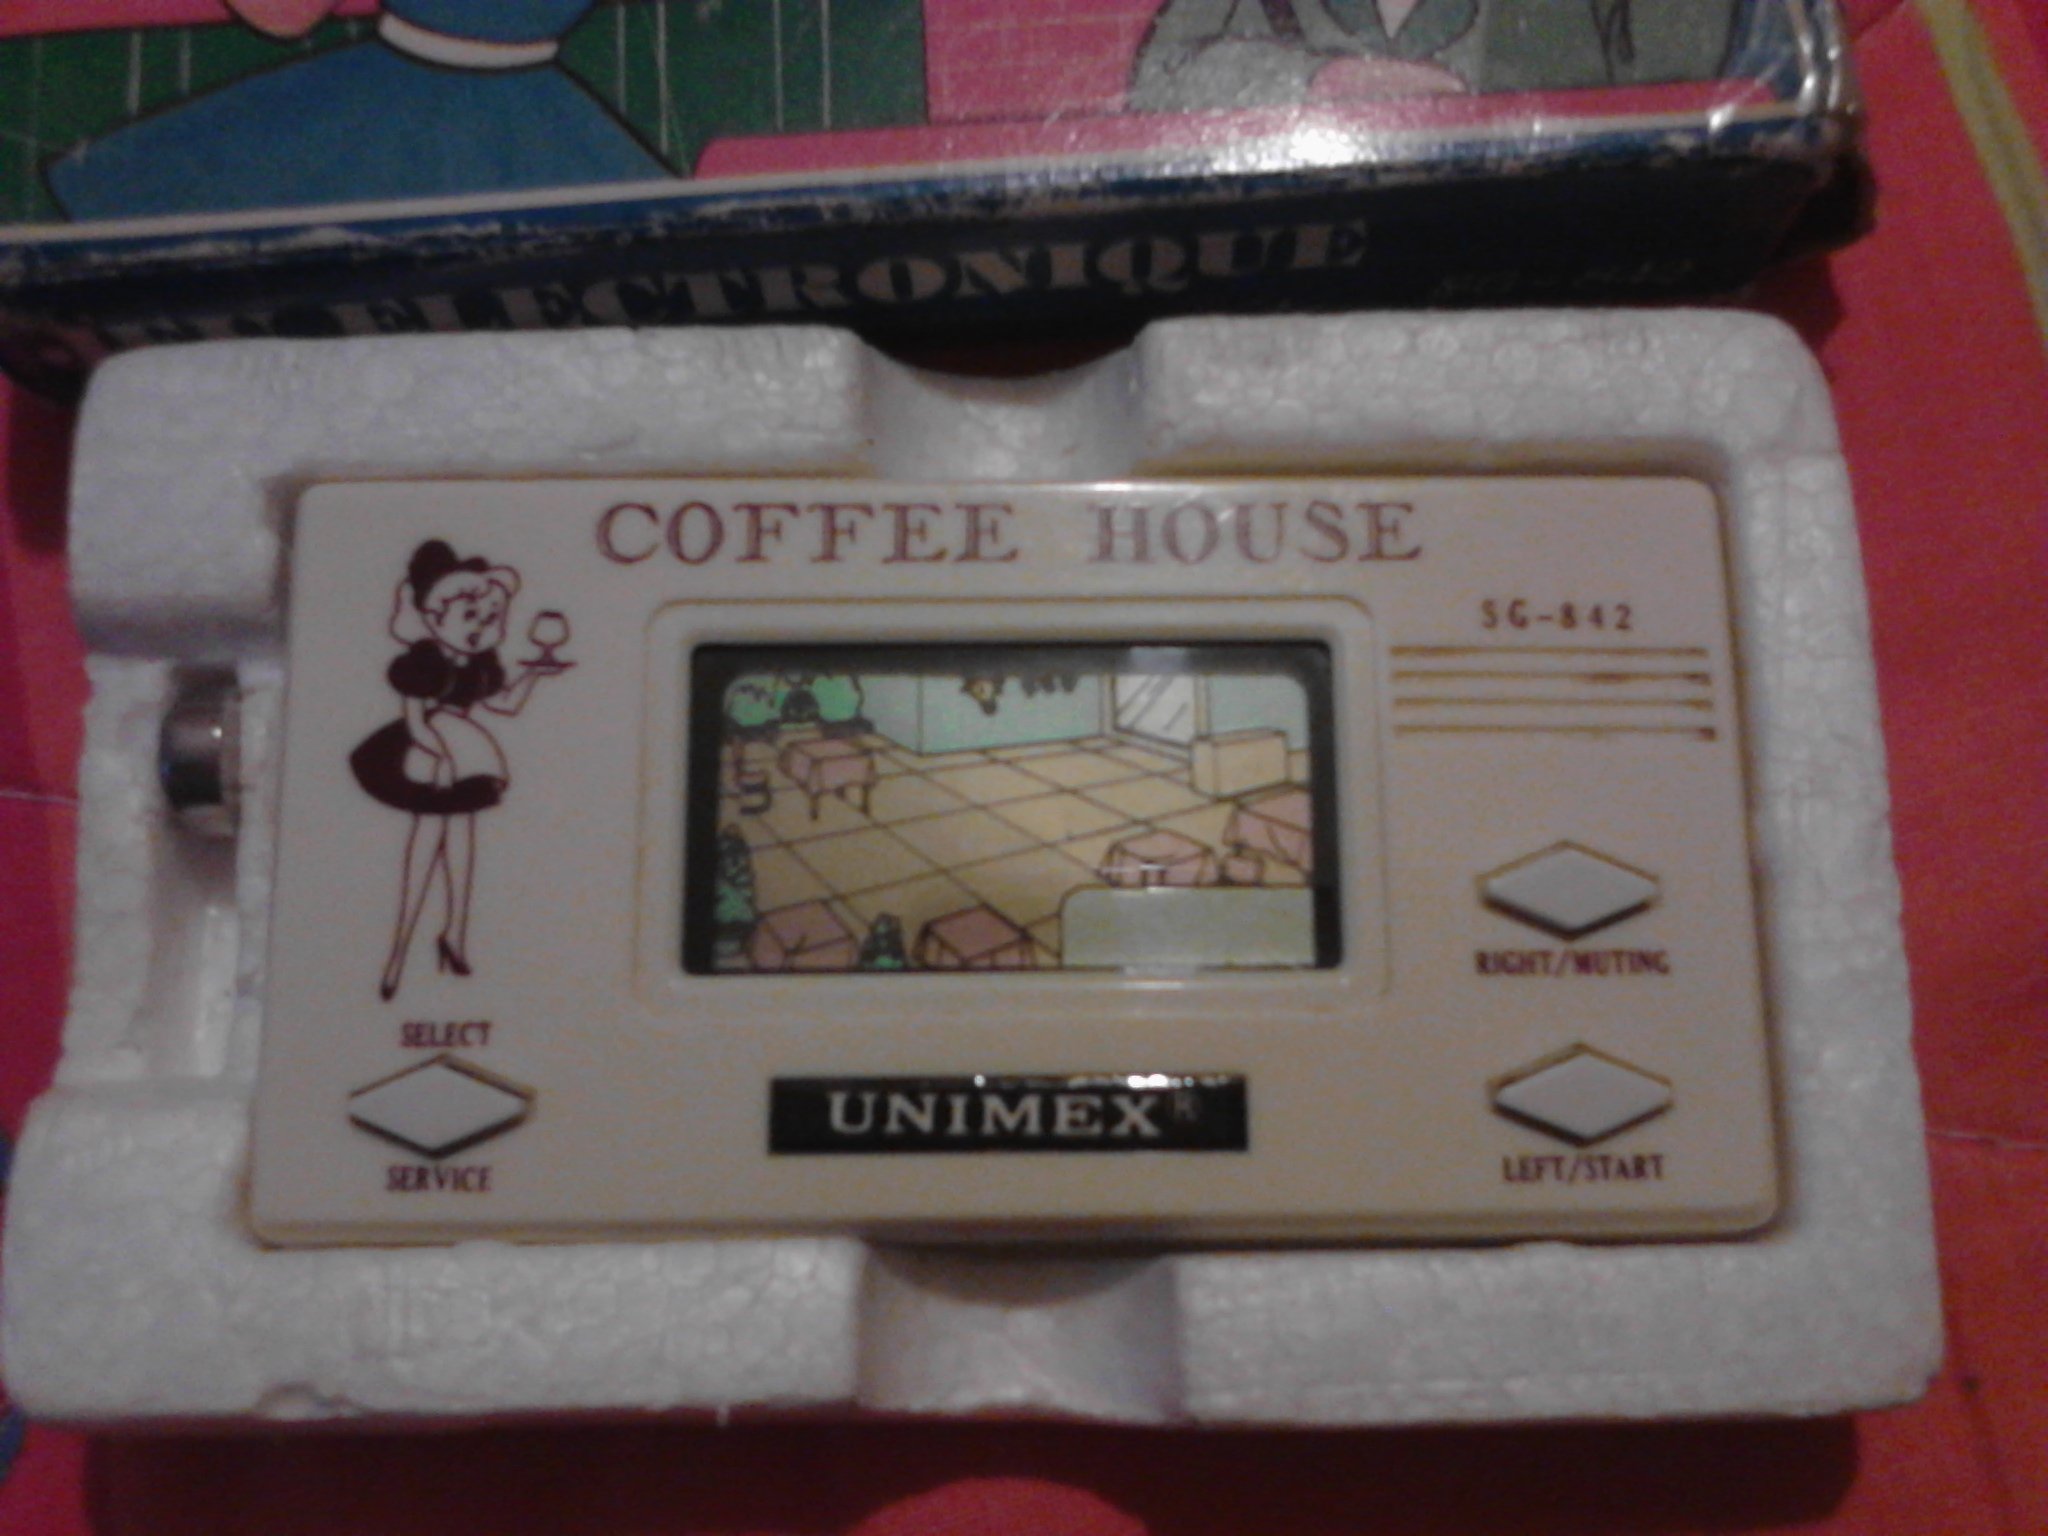 ELECTRONIQUE
COFFEE HOUSE
SG-842
RIGHT/MUTING
SELECT
SERVICE
UNIMEX®
LEFT/START